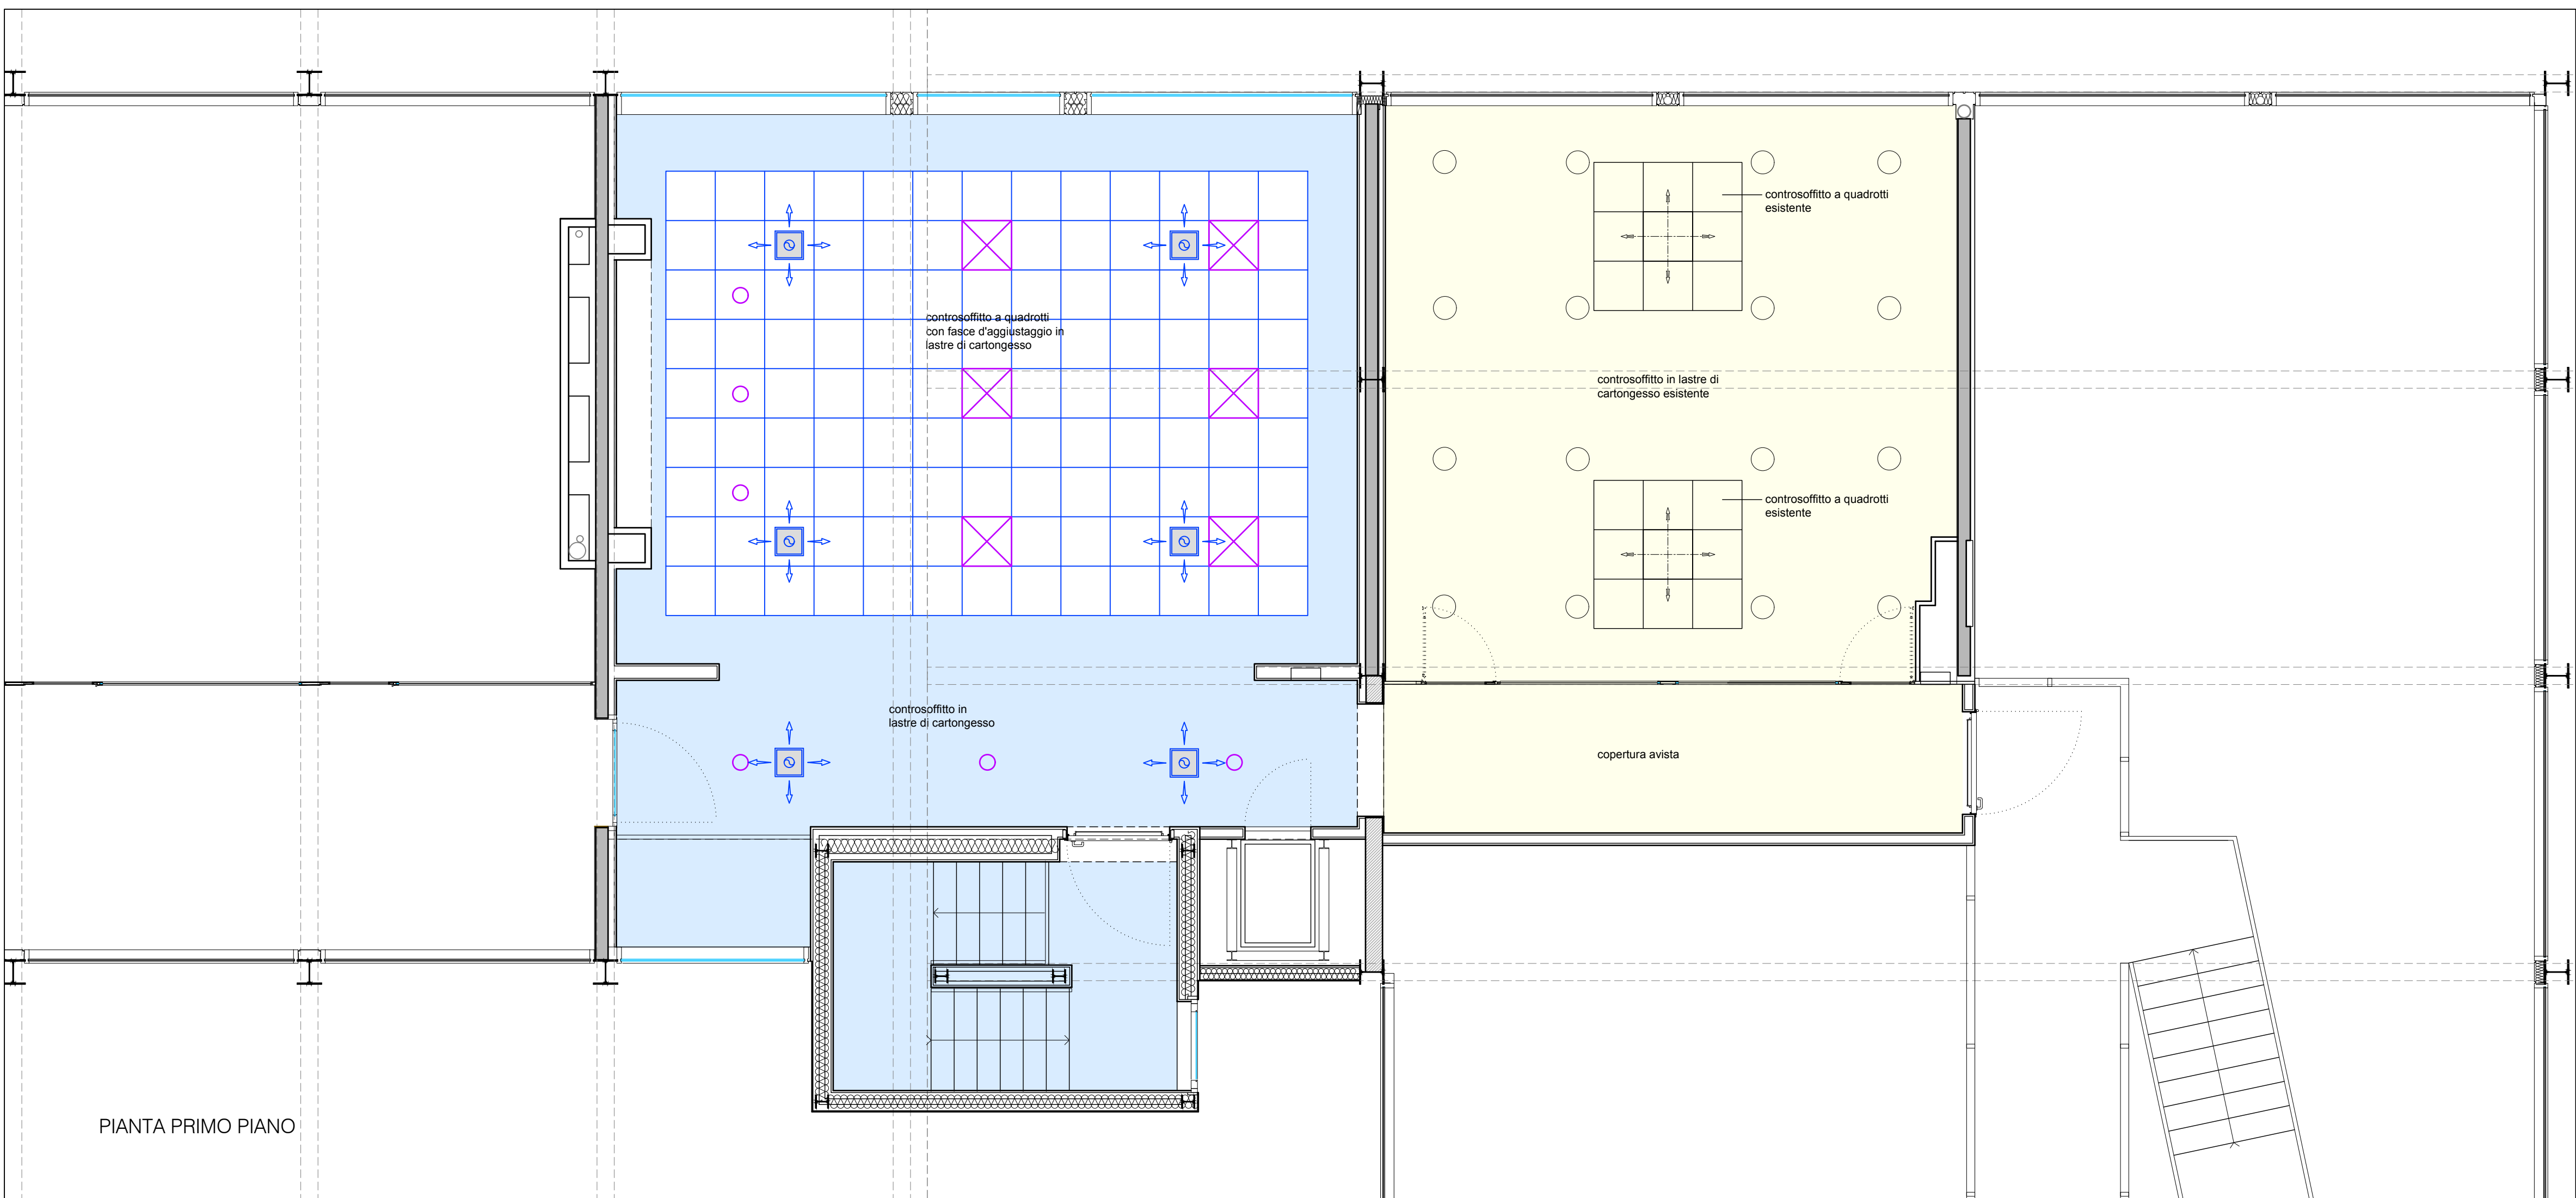 controsoffitto a quadrotti
esistente
controsoffitto a quadrotti
con fasce d'aggiustaggio in
lastre di cartongesso
controsoffitto in lastre di
cartongesso esistente
controsoffitto a quadrotti
esistente
controsoffitto in
lastre di cartongesso
copertura avista
PIANTA PRIMO PIANO